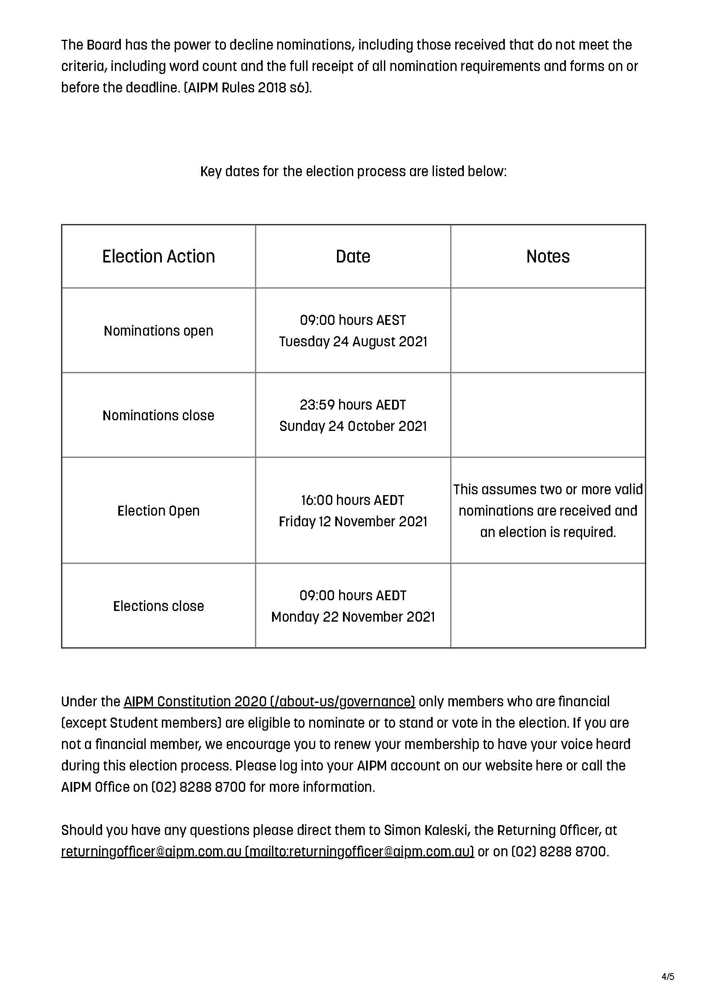 The Board has the power to decline nominations, including those received that do not meet the
criteria, including word count and the full receipt of all nomination requirements and forms on or
before the deadline. (AIPM Rules 2018 s6).
Key dates for the election process are listed below:
Election Action
Date
Notes
Nominations open
09:00 hours AEST
Tuesday 24 August 2021
Nominations close
23:59 hours AEDT
Sunday 24 October 2021
Election Open
16:00 hours AEDT
Friday 12 November 2021
This assumes two or more valid
nominations are received and
an election is required.
Elections close
09:00 hours AEDT
Monday 22 November 2021
Under the AIPM Constitution 2020 (/about-us/governance) only members who are financial
(except Student members) are eligible to nominate or to stand or vote in the election. If you are
not a financial member, we encourage you to renew your membership to have your voice heard
during this election process. Please log into your AIPM account on our website here or call the
AIPM Office on (02) 8288 8700 for more information.
Should you have any questions please direct them to Simon Kaleski, the Returning Officer, at
returningofficer@aipm.com.au (mailto:returningofficer@aipm.com.au) or on (02) 8288 8700.
4/5